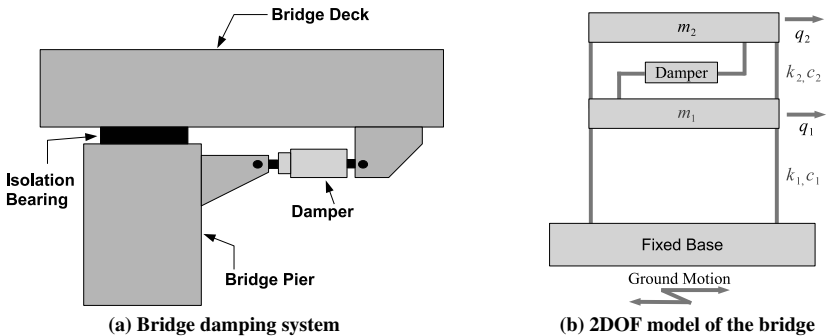 Bridge Deck
Isolation
Bearing
Damper
Bridge Pier
(a) Bridge damping system
m2
q2
Damper
k2, c2
m1
q1
k1, c1
Fixed Base
Ground Motion
(b) 2DOF model of the bridge